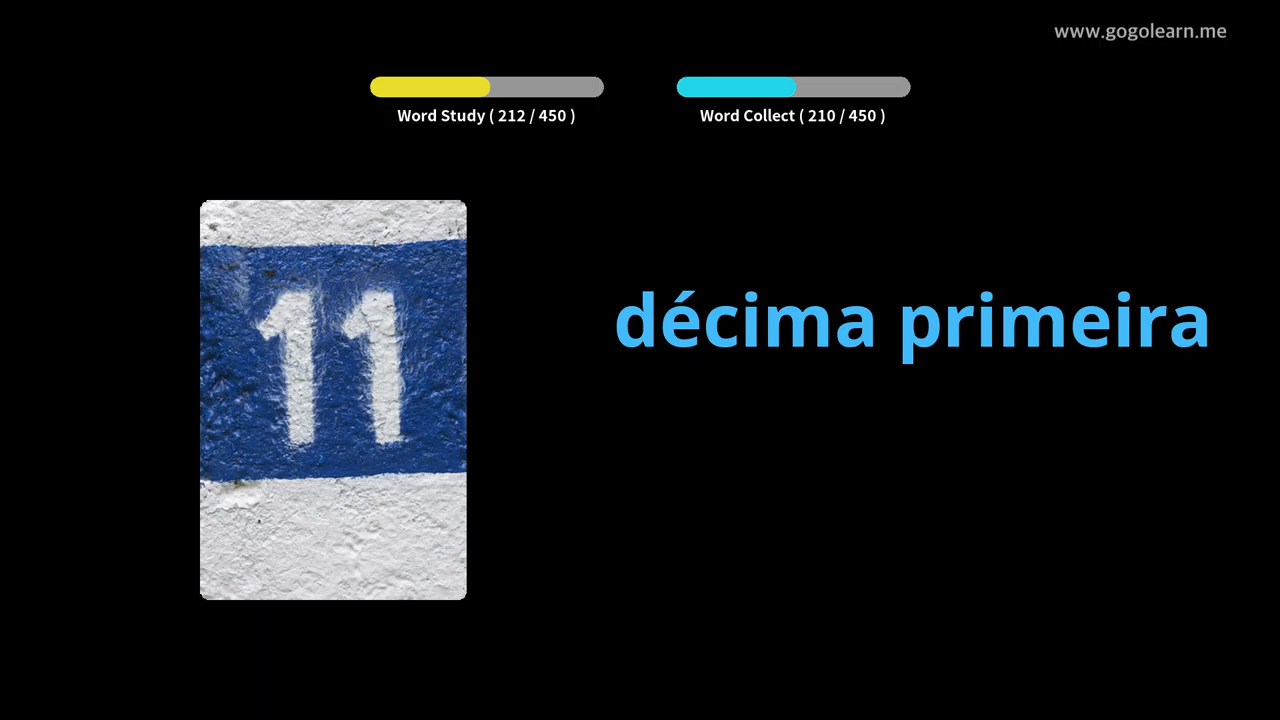 www.gogolearn.me
Word Study ( 212 / 450 )
Word Collect ( 210 / 450 )
11
décima primeira